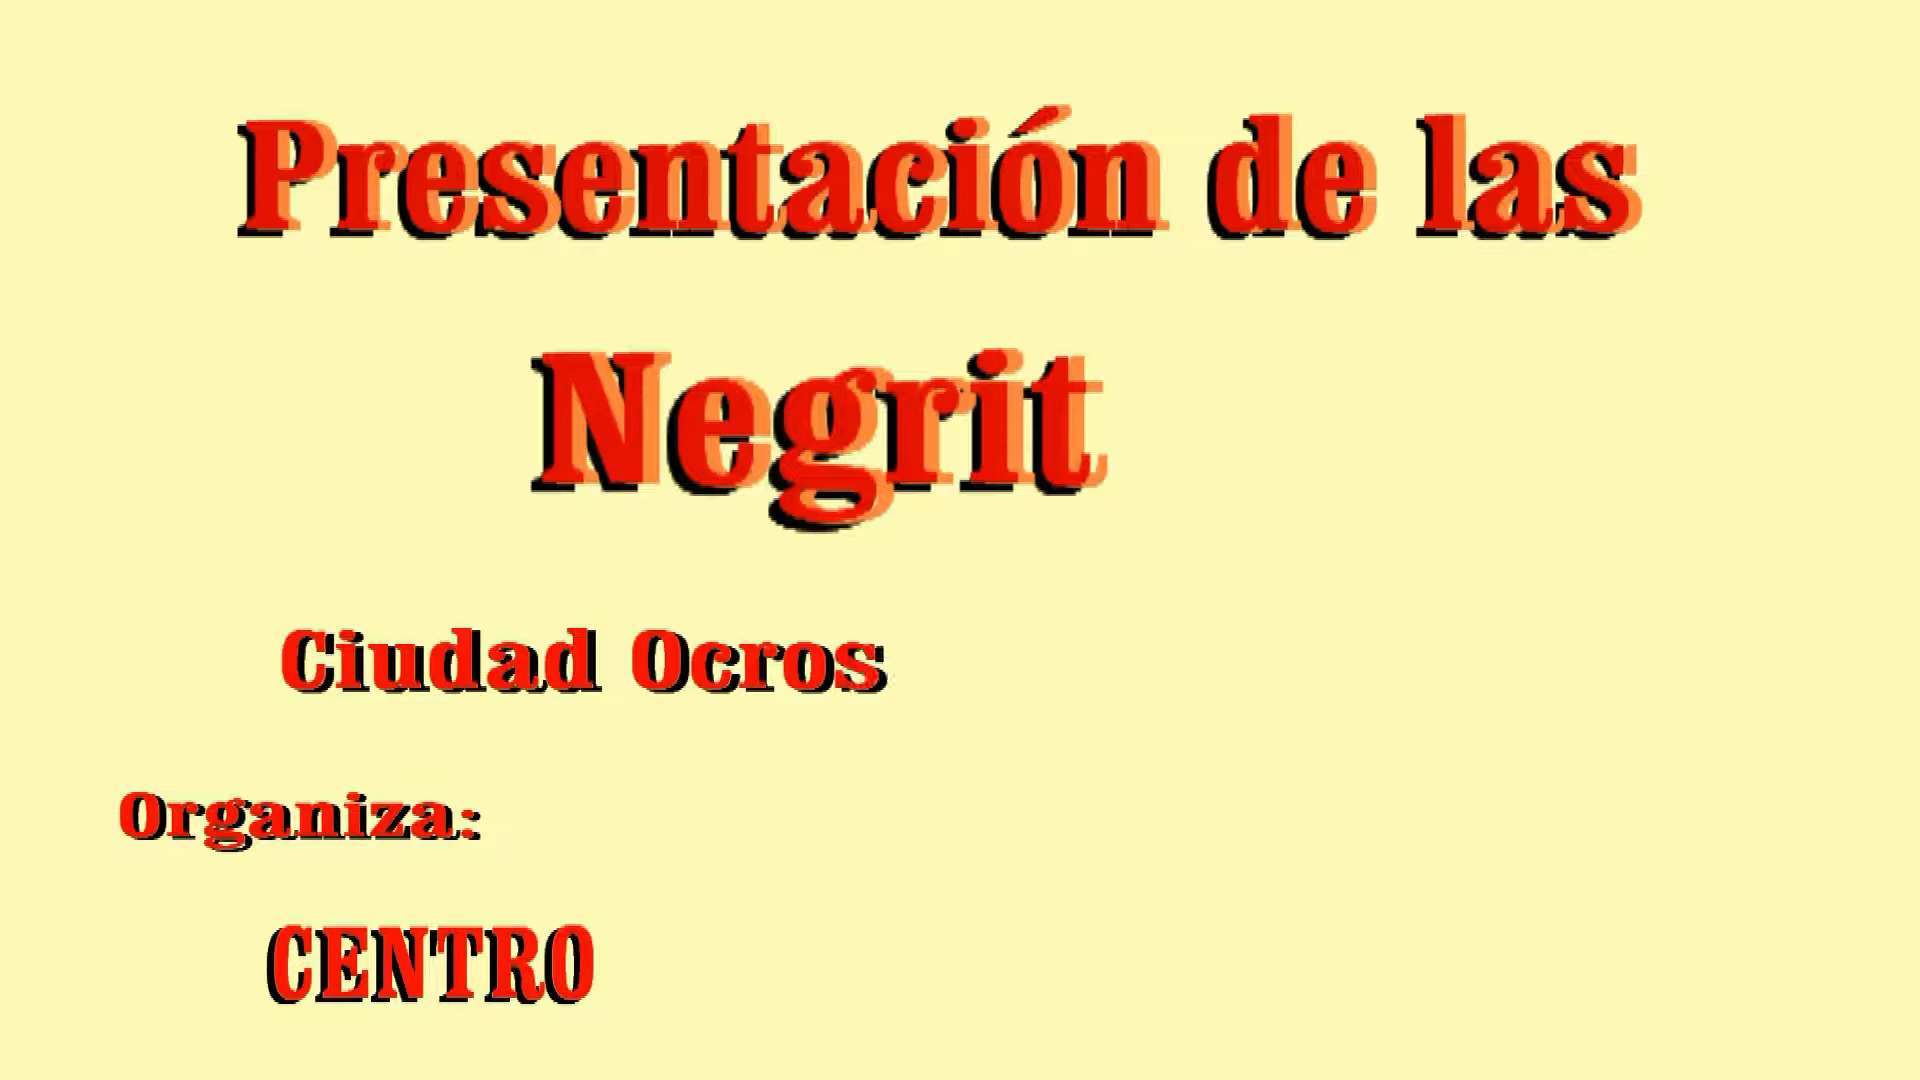 Presentación de las
Negrit
Ciudad Ocros
Organiza:
CENTRO